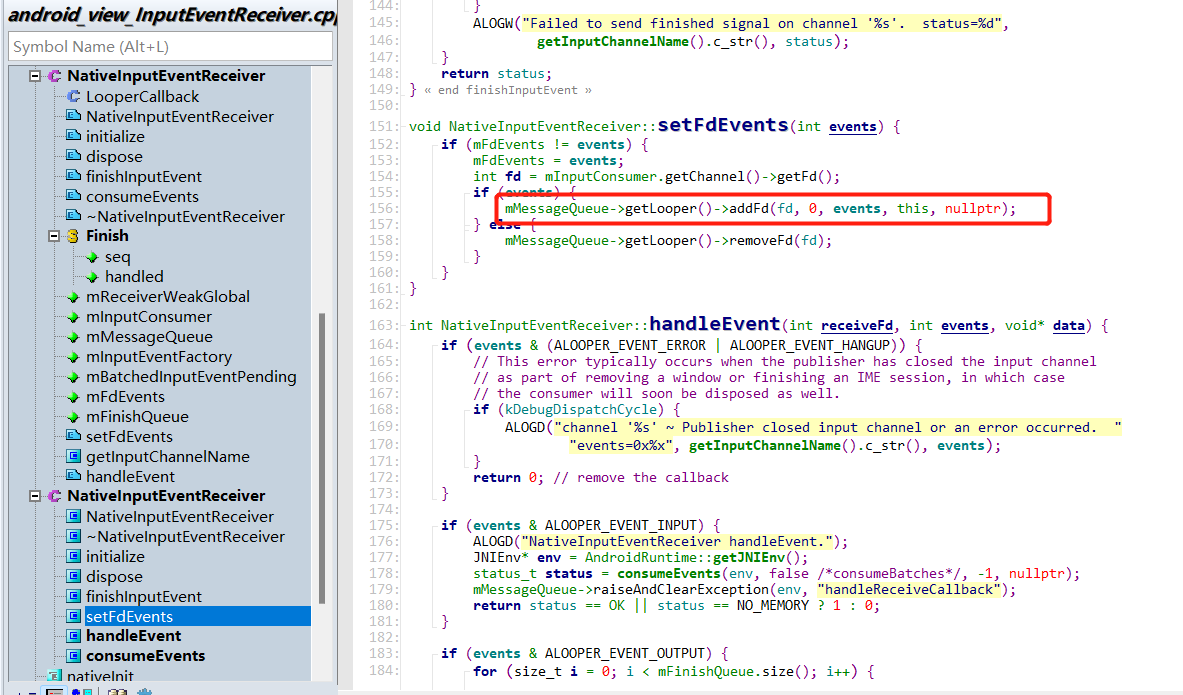 android_view_InputEventReceiver.cpp
Symbol Name (Alt+L)
NativeInputEventReceiver
LooperCallback
NativeInputEventReceiver
initialize
dispose
finishInputEvent
consumeEvents
~NativeInputEventReceiver
Finish
seq
handled
mReceiverWeakGlobal
mInputConsumer
mMessageQueue
mInputEventFactory
mBatchedInputEventPending
mFdEvents
mFinishQueue
setFdEvents
getInputChannelName
handleEvent
NativeInputEventReceiver
NativeInputEventReceiver
~NativeInputEventReceiver
initialize
dispose
finishInputEvent
setFdEvents
handleEvent
consumeEvents
nativeInit
144: }
145: ALOGW("Failed to send finished signal on channel '%s'.  status=%d",
146: getInputChannelName().c_str(), status);
147: }
148: return status;
149: } « end finishInputEvent »
150:
151: void NativeInputEventReceiver::setFdEvents(int events) {
152: if (mFdEvents != events) {
153: mFdEvents = events;
154: int fd = mInputConsumer.getChannel()->getFd();
155: if (events) {
156: mMessageQueue->getLooper()->addFd(fd, 0, events, this, nullptr);
157: } else {
158: mMessageQueue->getLooper()->removeFd(fd);
159: }
160: }
161: }
162:
163: int NativeInputEventReceiver::handleEvent(int receiveFd, int events, void* data) {
164: if (events & (ALOOPER_EVENT_ERROR | ALOOPER_EVENT_HANGUP)) {
165: // This error typically occurs when the publisher has closed the input channel
166: // as part of removing a window or finishing an IME session, in which case
167: // the consumer will soon be disposed as well.
168: if (kDebugDispatchCycle) {
169: ALOGD("channel '%s' ~ Publisher closed input channel or an error occurred.  "
170: "events=0x%x", getInputChannelName().c_str(), events);
171: }
172: return 0; // remove the callback
173: }
174:
175: if (events & ALOOPER_EVENT_INPUT) {
176: ALOGD("NativeInputEventReceiver handleEvent.");
177: JNIEnv* env = AndroidRuntime::getJNIEnv();
178: status_t status = consumeEvents(env, false /*consumeBatches*/, -1, nullptr);
179: mMessageQueue->raiseAndClearException(env, "handleReceiveCallback");
180: return status == OK || status == NO_MEMORY ? 1 : 0;
181: }
182:
183: if (events & ALOOPER_EVENT_OUTPUT) {
184: for (size_t i = 0; i < mFinishQueue.size(); i++) {